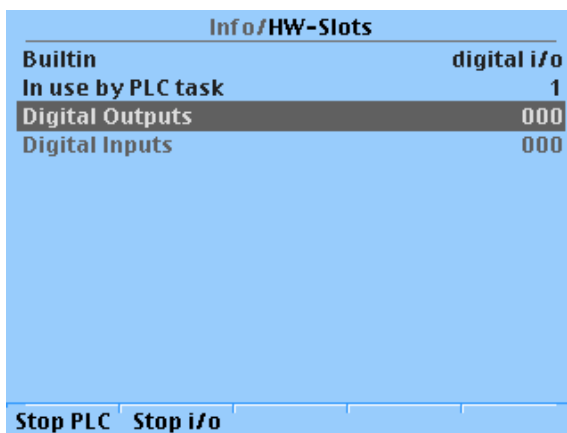 Info/HW-Slots
Builtin digital i/o
In use by PLC task 1
Digital Outputs 000
Digital Inputs 000
Stop PLC Stop i/o